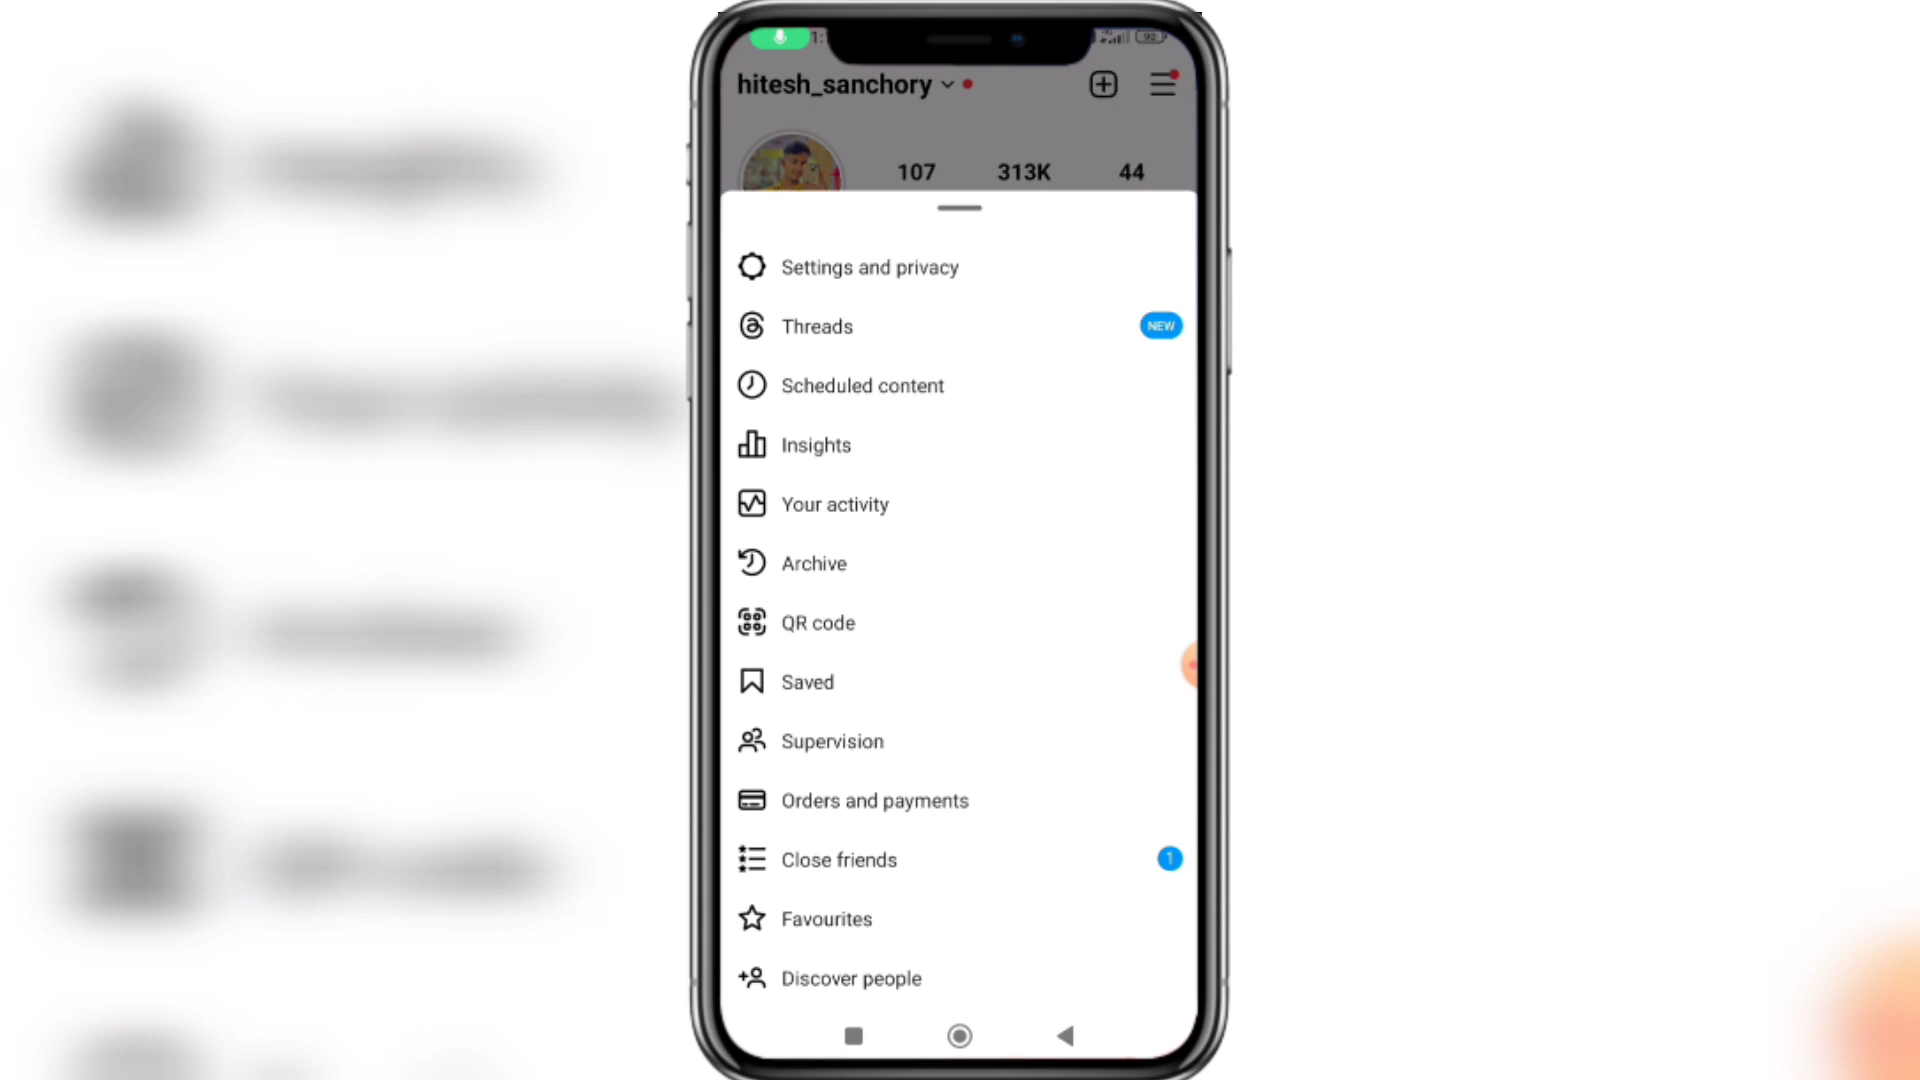 hitesh_sanchory
107 313K 44
Settings and privacy
Threads NEW
Scheduled content
Insights
Your activity
Archive
QR code
Saved
Supervision
Orders and payments
Close friends 1
Favourites
Discover people